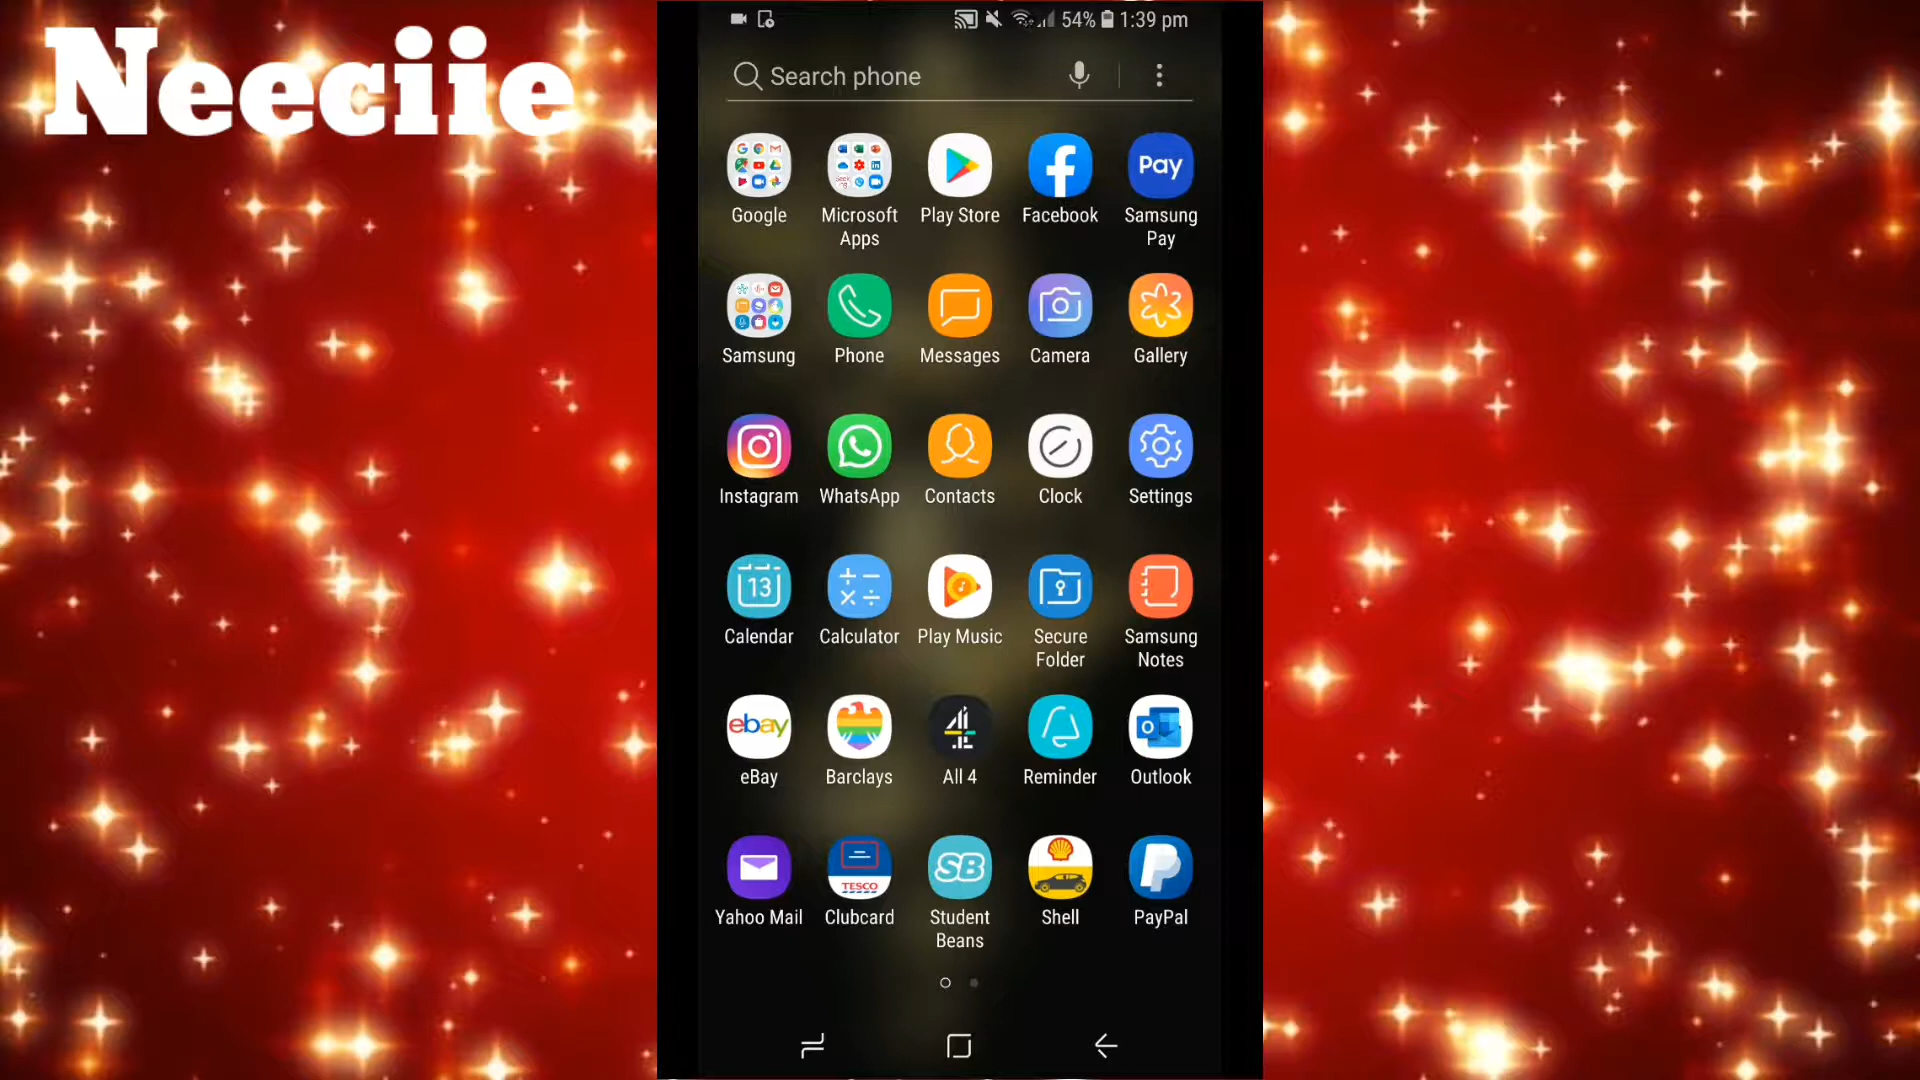 Neeciie
54% 1:39 pm
Search phone
Pay
Google Microsoft Apps Play Store Facebook Samsung Pay
Samsung Phone Messages Camera Gallery
Instagram WhatsApp Contacts Clock Settings
13
Calendar Calculator Play Music Secure Folder Samsung Notes
ebay 4
eBay Barclays All 4 Reminder Outlook
TESCO SB
Yahoo Mail Clubcard Student Beans Shell PayPal